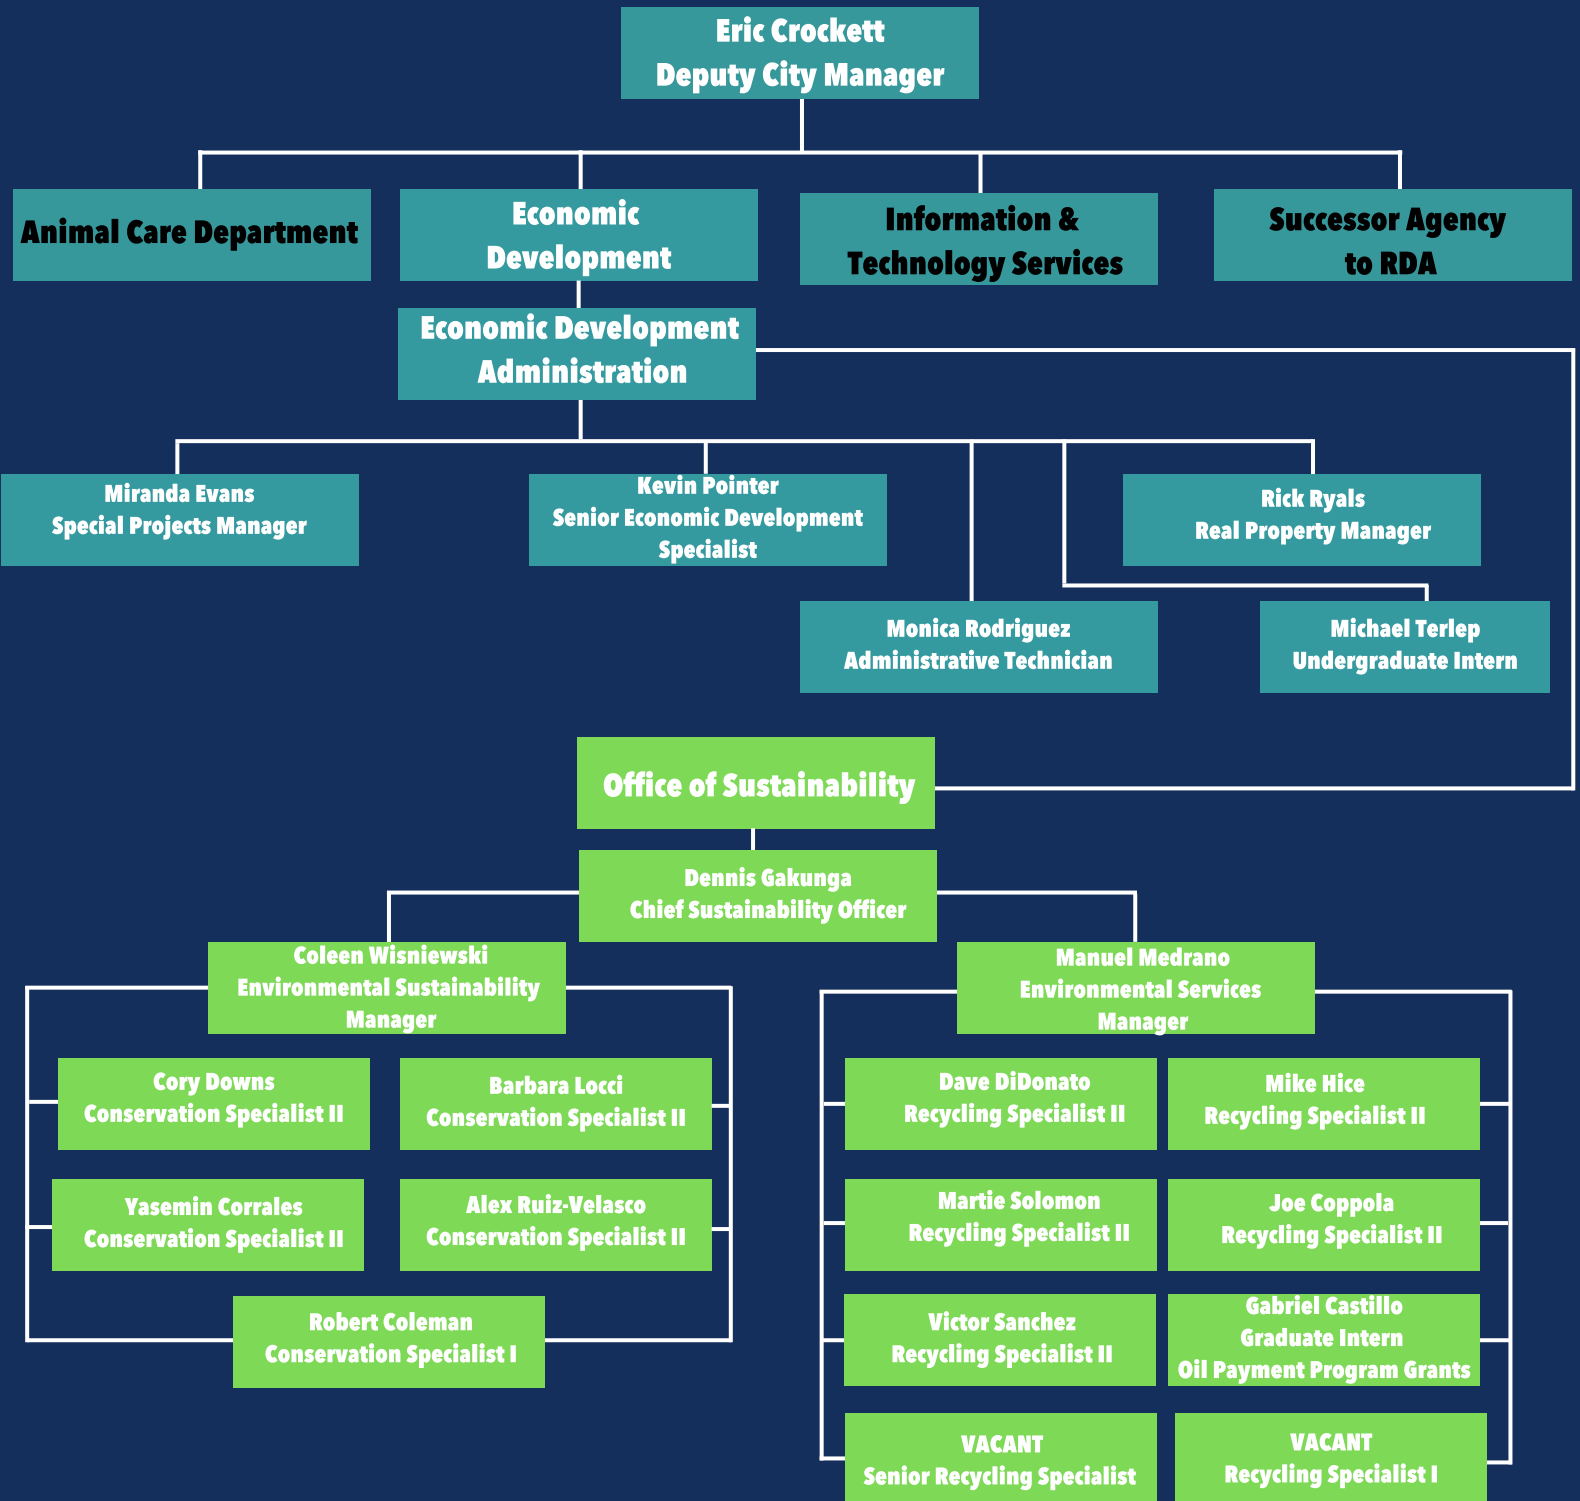 Eric Crockett
Deputy City Manager
Animal Care Department
Economic
Development
Information &
Technology Services
Successor Agency
to RDA
Economic Development
Administration
Miranda Evans
Special Projects Manager
Kevin Pointer
Senior Economic Development
Specialist
Rick Ryals
Real Property Manager
Monica Rodriguez
Administrative Technician
Michael Terlep
Undergraduate Intern
Office of Sustainability
Dennis Gakunga
Chief Sustainability Officer
Coleen Wisniewski
Environmental Sustainability
Manager
Manuel Medrano
Environmental Services
Manager
Cory Downs
Conservation Specialist II
Barbara Locci
Conservation Specialist II
Dave DiDonato
Recycling Specialist II
Mike Hice
Recycling Specialist II
Yasemin Corrales
Conservation Specialist II
Alex Ruiz-Velasco
Conservation Specialist II
Martie Solomon
Recycling Specialist II
Joe Coppola
Recycling Specialist II
Robert Coleman
Conservation Specialist I
Victor Sanchez
Recycling Specialist II
Gabriel Castillo
Graduate Intern
Oil Payment Program Grants
VACANT
Senior Recycling Specialist
VACANT
Recycling Specialist I